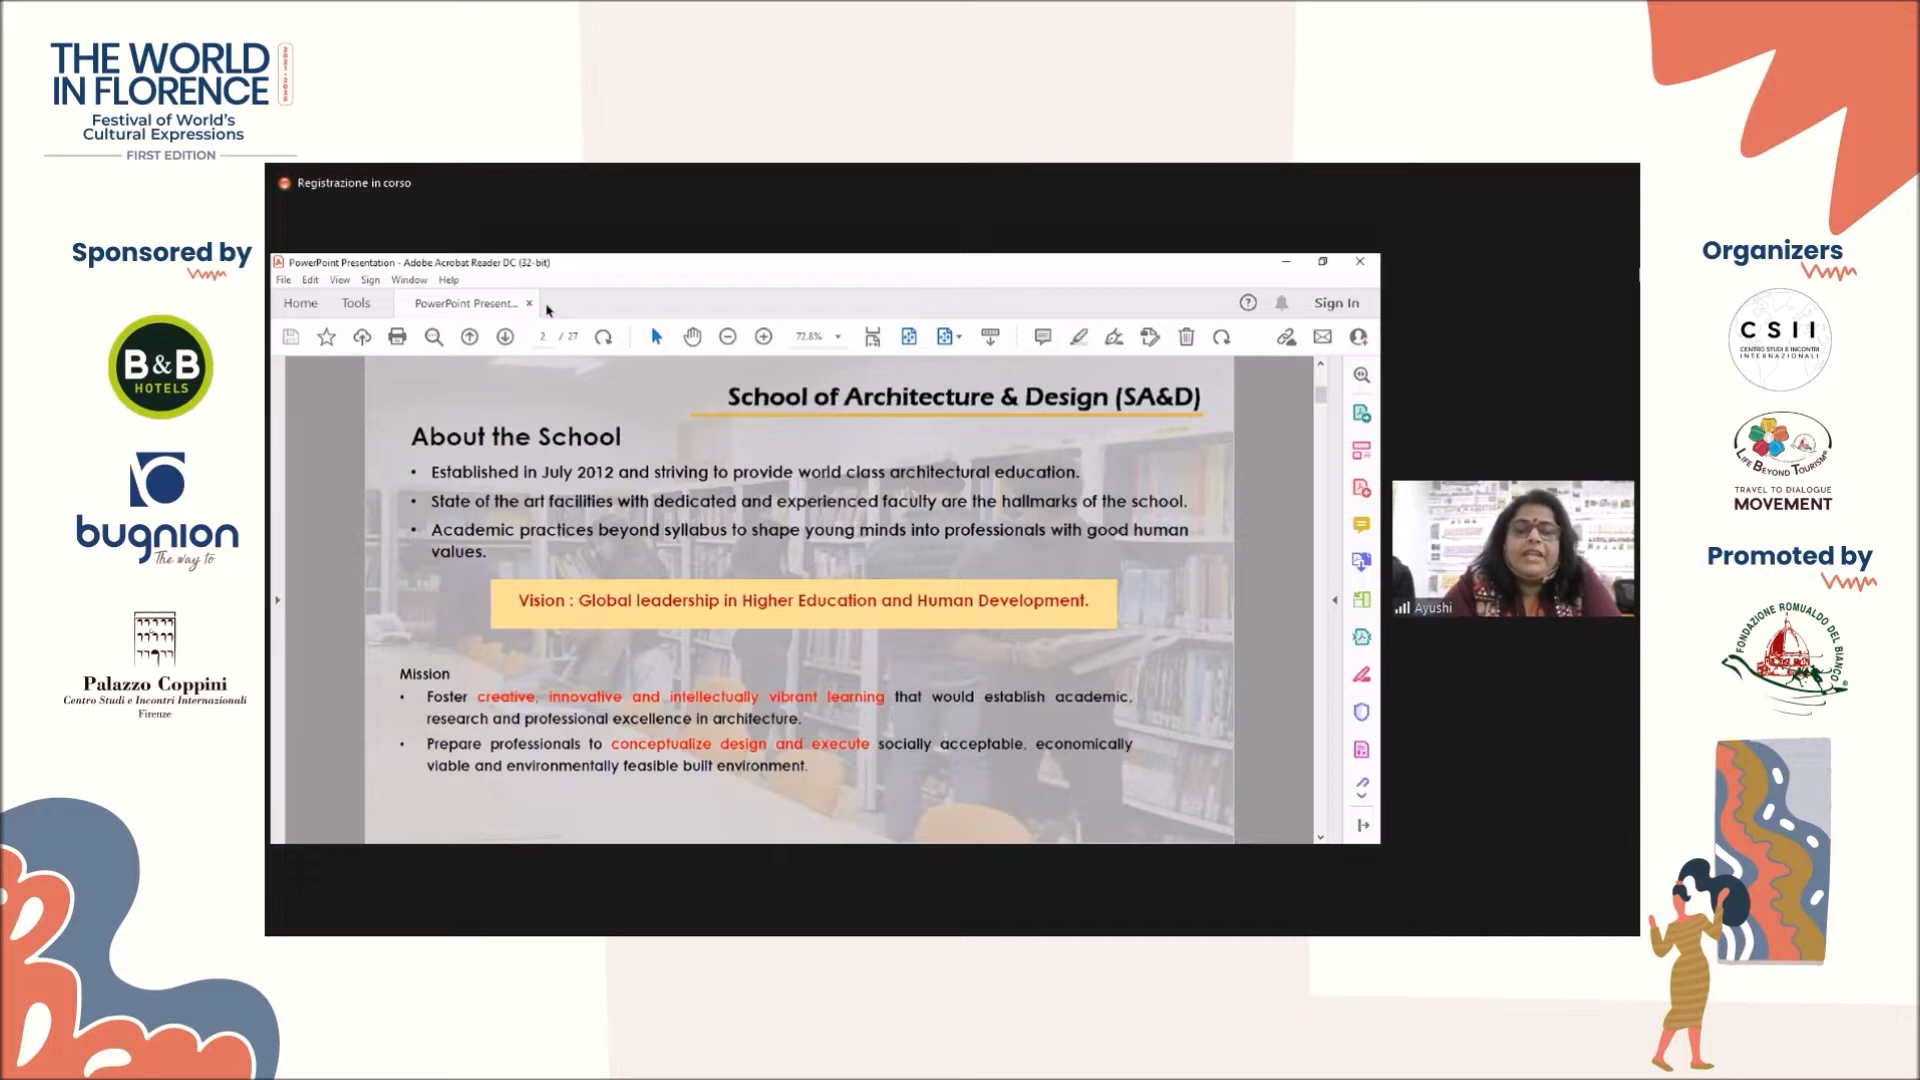 THE WORLD
IN FLORENCE
2021-2022
Festival of World's
Cultural Expressions
FIRST EDITION
Sponsored by
B&B
HOTELS
bugnion
The way to
Palazzo Coppini
Centro Studi e Incontri Internazionali
Firenze
Registrazione in corso
PowerPoint Presentation - Adobe Acrobat Reader DC (32-bit)
File Edit View Sign Window Help
Home Tools PowerPoint Present... × Sign In
2 / 27 72.8%
School of Architecture & Design (SA&D)
About the School
• Established in July 2012 and striving to provide world class architectural education.
• State of the art facilities with dedicated and experienced faculty are the hallmarks of the school.
• Academic practices beyond syllabus to shape young minds into professionals with good human
values.
Vision : Global leadership in Higher Education and Human Development.
Mission
• Foster creative, innovative and intellectually vibrant learning that would establish academic,
research and professional excellence in architecture.
• Prepare professionals to conceptualize design and execute socially acceptable, economically
viable and environmentally feasible built environment.
Ayushi
Organizers
CSII
CENTRO STUDI E INCONTRI
INTERNAZIONALI
LIFE BEYOND TOURISM®
TRAVEL TO DIALOGUE
MOVEMENT
Promoted by
FONDAZIONE ROMUALDO DEL BIANCO®